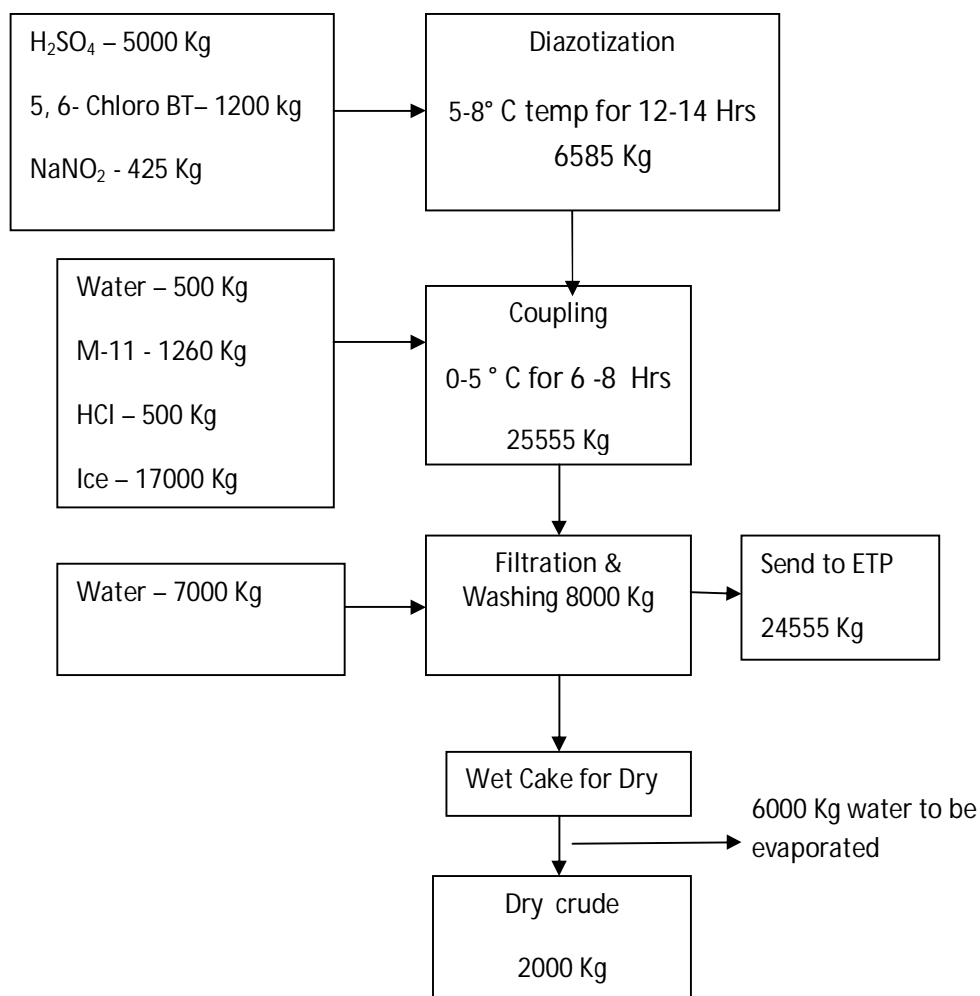 H₂SO₄ – 5000 Kg
5, 6- Chloro BT– 1200 kg
NaNO₂ - 425 Kg
Diazotization
5-8° C temp for 12-14 Hrs
6585 Kg
Water – 500 Kg
M-11 - 1260 Kg
HCl – 500 Kg
Ice – 17000 Kg
Coupling
0-5 ° C for 6 -8 Hrs
25555 Kg
Water – 7000 Kg
Filtration &
Washing 8000 Kg
Send to ETP
24555 Kg
Wet Cake for Dry
6000 Kg water to be
evaporated
Dry crude
2000 Kg